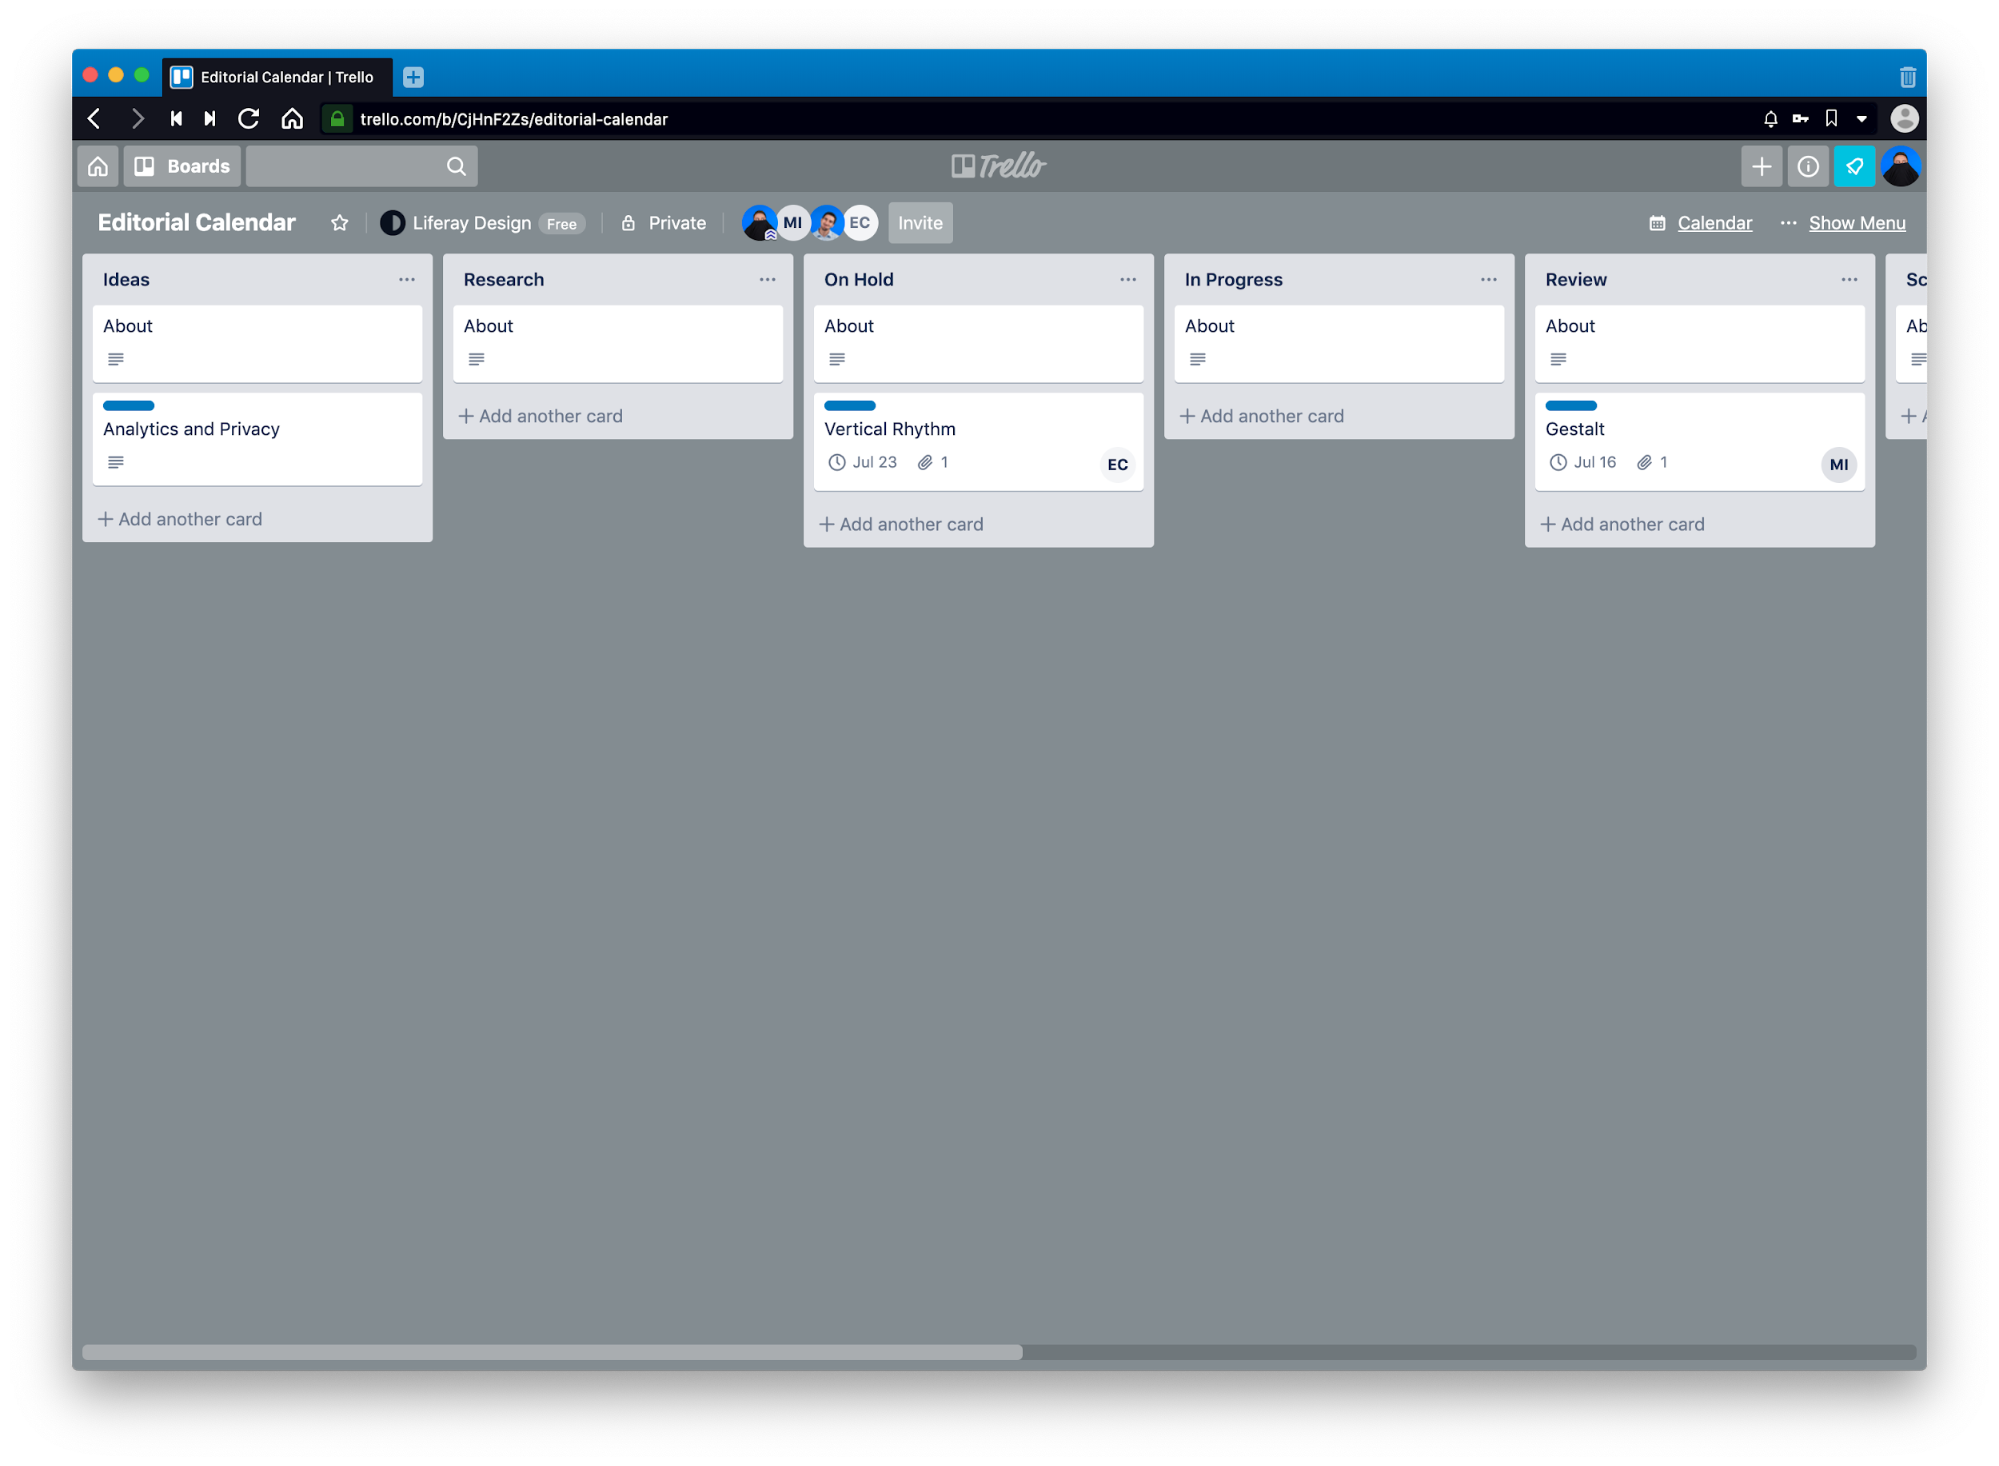 Editorial Calendar | Trello
trello.com/b/CjHnF2Zs/editorial-calendar
Boards
Trello
Editorial Calendar
Liferay Design Free
Private
MI
EC
Invite
Calendar
··· Show Menu
Ideas
About
Analytics and Privacy
+ Add another card
Research
About
+ Add another card
On Hold
About
Vertical Rhythm
Jul 23 1
EC
+ Add another card
In Progress
About
+ Add another card
Review
About
Gestalt
Jul 16 1
MI
+ Add another card
Sc
Ab